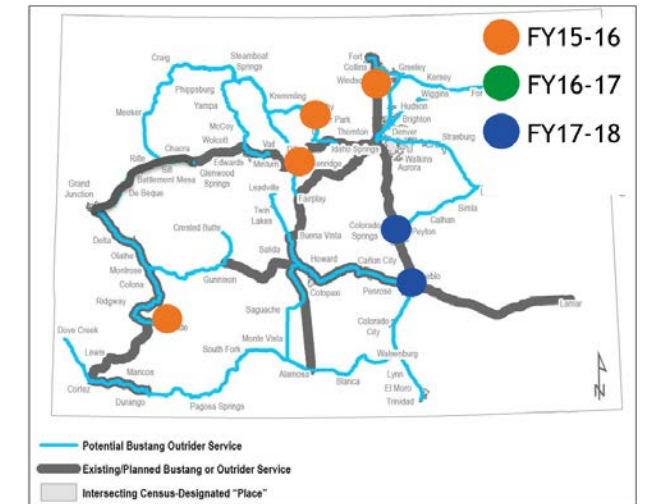 FY15-16
FY16-17
FY17-18
Craig
Steamboat
Springs
Fort
Collins
Greeley
Kersey
Wiggins
For
Phippsburg
Kremmling
Hudson
Meeker
Yampa
Brighton
McCoy
Park
Thornton
Denver
Strasburg
Wolcott
Vail
Idaho Springs
Chacra
Rifle
Silt
Edwards
Minturn
Watkins
Aurora
Battlement Mesa
Glenwood
Springs
Leadville
Grand
Junction
De Beque
Fairplay
Simla
Twin
Lakes
Calhan
Crested Butte
Colorado
Springs
Peyton
Delta
Buena Vista
Olathe
Salida
Howard
Cañon City
Montrose
Gunnison
Penrose
Colona
Cotopaxi
Lamar
Ridgway
Saguache
Colorado
City
Dove Creek
Monte Vista
Lewis
South Fork
Walsenburg
Mancos
Lynn
Alamosa
Blanca
Cortez
El Moro
Durango
Pagosa Springs
Trinidad
N
Potential Bustang Outrider Service
Existing/Planned Bustang or Outrider Service
Intersecting Census-Designated "Place"